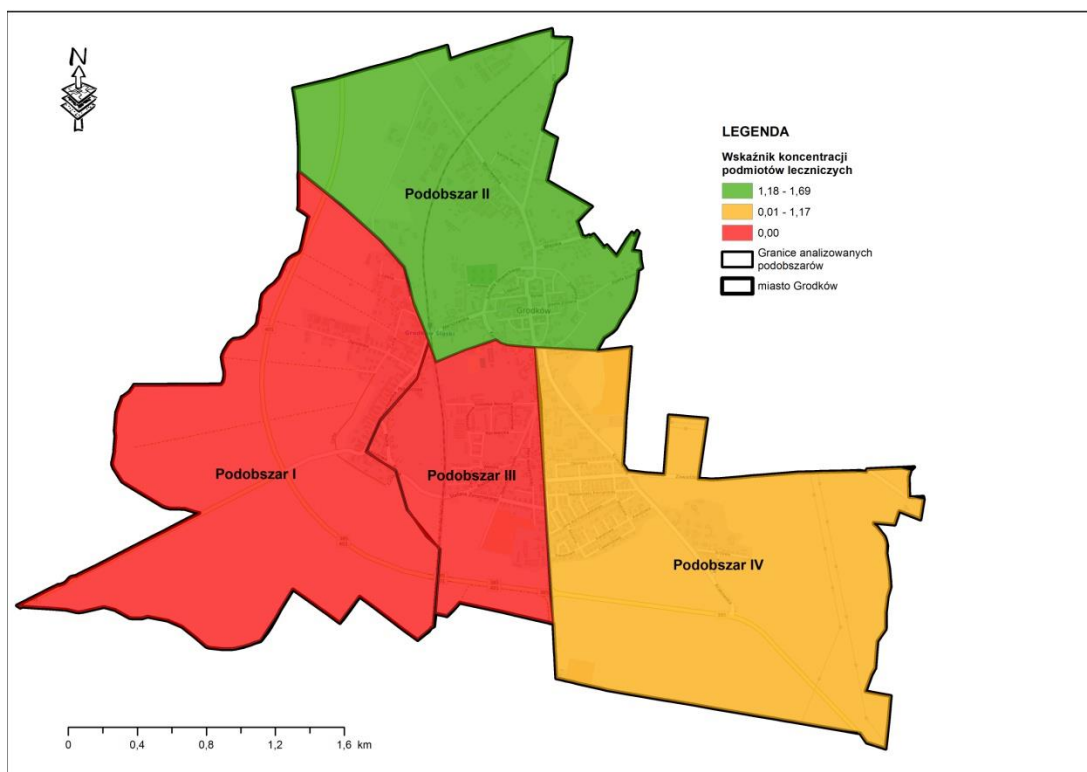 N
LEGENDA
Wskaźnik koncentracji
podmiotów leczniczych
1,18 - 1,69
0,01 - 1,17
0,00
Granice analizowanych
podobszarów
miasto Grodków
Podobszar II
Grodków
Podobszar I
Podobszar III
Podobszar IV
0 0,4 0,8 1,2 1,6 km